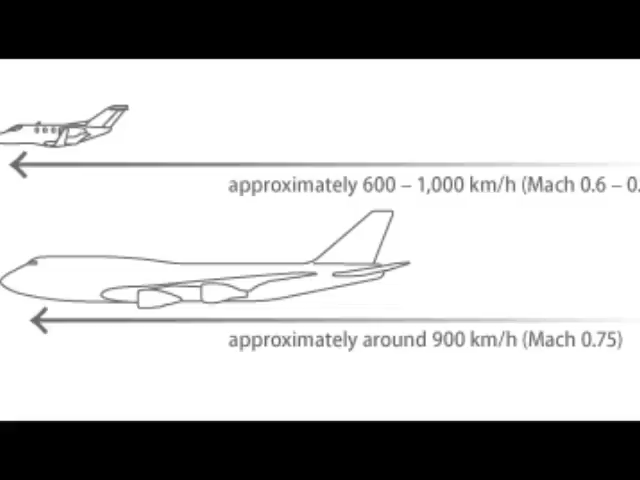 approximately 600 – 1,000 km/h (Mach 0.6 – 0.
approximately around 900 km/h (Mach 0.75)